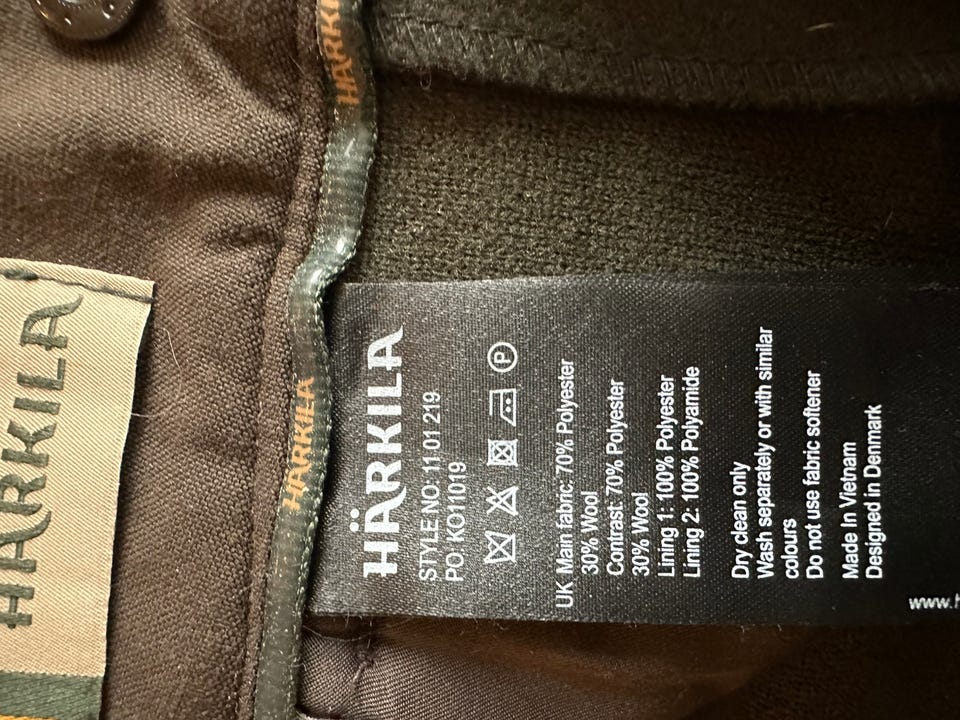 HÄRKILA
HÄRKILA
HÄRKILA
STYLE NO: 11 01 219
PO. KO11019
P
UK Main fabric: 70% Polyester
30% Wool
Contrast: 70% Polyester
30% Wool
Lining 1: 100% Polyester
Lining 2: 100% Polyamide
Dry clean only
Wash separately or with similar
colours
Do not use fabric softener
Made In Vietnam
Designed in Denmark